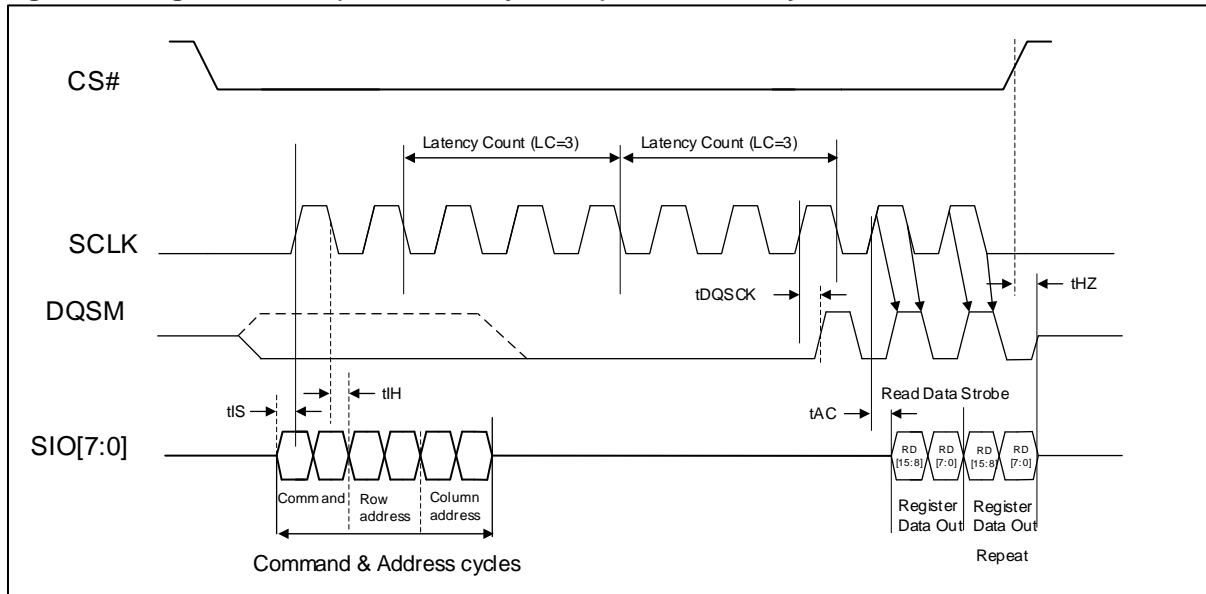 CS#
Latency Count (LC=3)
Latency Count (LC=3)
SCLK
tDQSCK
tHZ
DQSM
tIH
Read Data Strobe
tIS
tAC
SIO[7:0]
RD [15:8]
RD [7:0]
RD [15:8]
RD [7:0]
Command
Row address
Column address
Register Data Out
Register Data Out
Command & Address cycles
Repeat